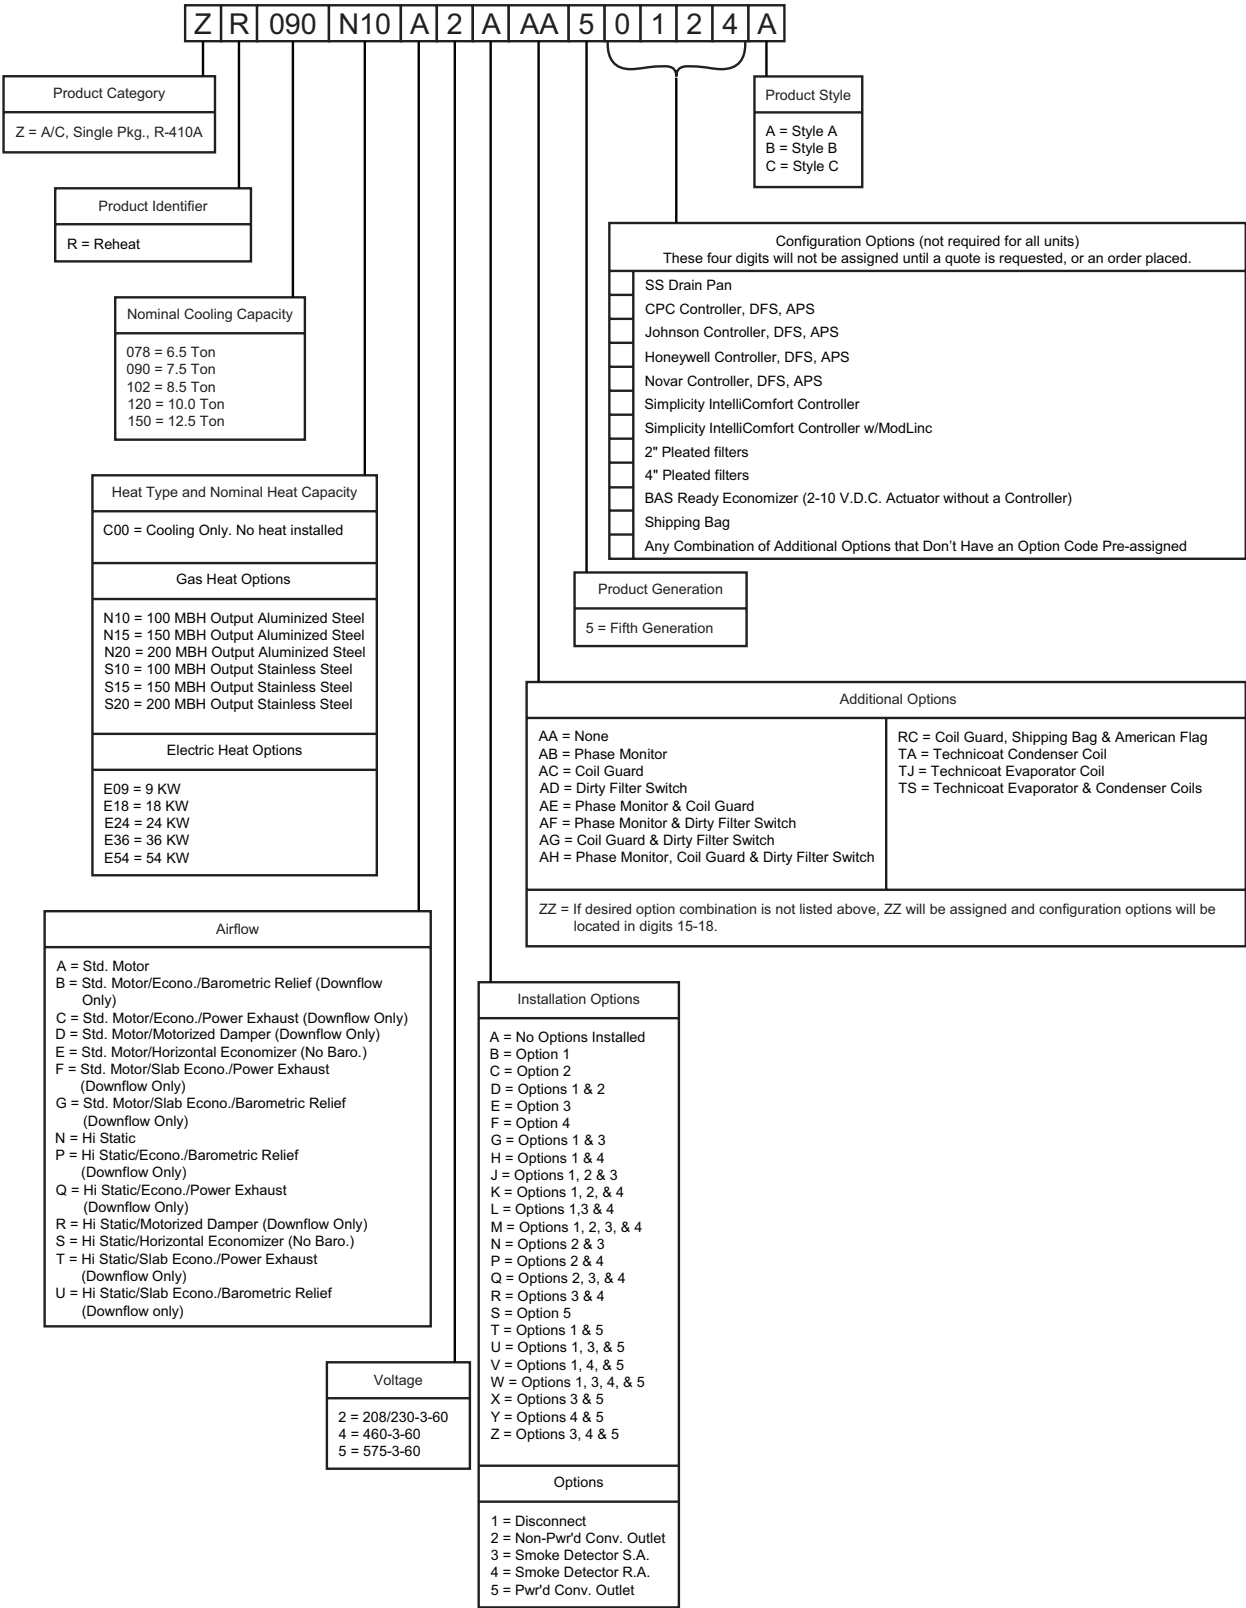 Z R 090 N10 A 2 A AA 5 0 1 2 4 A
Product Category
Z = A/C, Single Pkg., R-410A
Product Style
A = Style A
B = Style B
C = Style C
Product Identifier
R = Reheat
Configuration Options (not required for all units)
These four digits will not be assigned until a quote is requested, or an order placed.
SS Drain Pan
CPC Controller, DFS, APS
Johnson Controller, DFS, APS
Honeywell Controller, DFS, APS
Novar Controller, DFS, APS
Simplicity IntelliComfort Controller
Simplicity IntelliComfort Controller w/ModLinc
2" Pleated filters
4" Pleated filters
BAS Ready Economizer (2-10 V.D.C. Actuator without a Controller)
Shipping Bag
Any Combination of Additional Options that Don't Have an Option Code Pre-assigned
Nominal Cooling Capacity
078 = 6.5 Ton
090 = 7.5 Ton
102 = 8.5 Ton
120 = 10.0 Ton
150 = 12.5 Ton
Heat Type and Nominal Heat Capacity
C00 = Cooling Only. No heat installed
Gas Heat Options
N10 = 100 MBH Output Aluminized Steel
N15 = 150 MBH Output Aluminized Steel
N20 = 200 MBH Output Aluminized Steel
S10 = 100 MBH Output Stainless Steel
S15 = 150 MBH Output Stainless Steel
S20 = 200 MBH Output Stainless Steel
Electric Heat Options
E09 = 9 KW
E18 = 18 KW
E24 = 24 KW
E36 = 36 KW
E54 = 54 KW
Product Generation
5 = Fifth Generation
Additional Options
AA = None
AB = Phase Monitor
AC = Coil Guard
AD = Dirty Filter Switch
AE = Phase Monitor & Coil Guard
AF = Phase Monitor & Dirty Filter Switch
AG = Coil Guard & Dirty Filter Switch
AH = Phase Monitor, Coil Guard & Dirty Filter Switch
RC = Coil Guard, Shipping Bag & American Flag
TA = Technicoat Condenser Coil
TJ = Technicoat Evaporator Coil
TS = Technicoat Evaporator & Condenser Coils
ZZ = If desired option combination is not listed above, ZZ will be assigned and configuration options will be
located in digits 15-18.
Airflow
A = Std. Motor
B = Std. Motor/Econo./Barometric Relief (Downflow
Only)
C = Std. Motor/Econo./Power Exhaust (Downflow Only)
D = Std. Motor/Motorized Damper (Downflow Only)
E = Std. Motor/Horizontal Economizer (No Baro.)
F = Std. Motor/Slab Econo./Power Exhaust
(Downflow Only)
G = Std. Motor/Slab Econo./Barometric Relief
(Downflow Only)
N = Hi Static
P = Hi Static/Econo./Barometric Relief
(Downflow Only)
Q = Hi Static/Econo./Power Exhaust
(Downflow Only)
R = Hi Static/Motorized Damper (Downflow Only)
S = Hi Static/Horizontal Economizer (No Baro.)
T = Hi Static/Slab Econo./Power Exhaust
(Downflow Only)
U = Hi Static/Slab Econo./Barometric Relief
(Downflow only)
Installation Options
A = No Options Installed
B = Option 1
C = Option 2
D = Options 1 & 2
E = Option 3
F = Option 4
G = Options 1 & 3
H = Options 1 & 4
J = Options 1, 2 & 3
K = Options 1, 2, & 4
L = Options 1,3 & 4
M = Options 1, 2, 3, & 4
N = Options 2 & 3
P = Options 2 & 4
Q = Options 2, 3, & 4
R = Options 3 & 4
S = Option 5
T = Options 1 & 5
U = Options 1, 3, & 5
V = Options 1, 4, & 5
W = Options 1, 3, 4, & 5
X = Options 3 & 5
Y = Options 4 & 5
Z = Options 3, 4 & 5
Voltage
2 = 208/230-3-60
4 = 460-3-60
5 = 575-3-60
Options
1 = Disconnect
2 = Non-Pwr'd Conv. Outlet
3 = Smoke Detector S.A.
4 = Smoke Detector R.A.
5 = Pwr'd Conv. Outlet